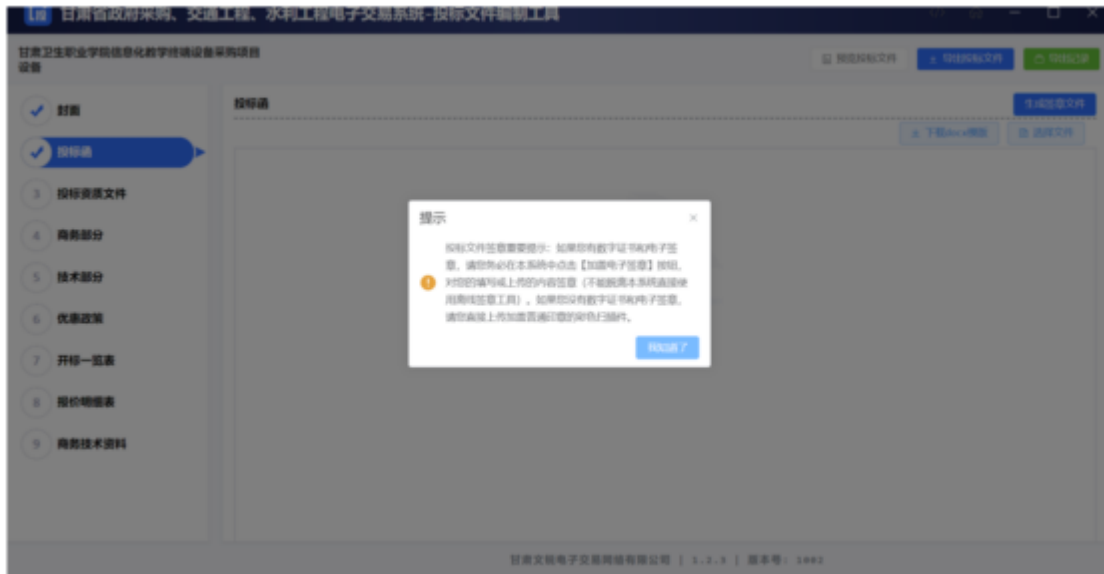 甘肃省政府采购、交通工程、水利工程电子交易系统-投标文件编制工具
甘肃卫生职业学院信息化教学终端设备采购项目
设备
预览投标文件
导出投标文件
导出记录
封面
投标函
3 投标资质文件
4 商务部分
5 技术部分
6 优惠政策
7 开标一览表
8 报价明细表
9 商务技术资料
投标函
生成签章文件
下载docx模版
选择文件
提示
投标文件签章重要提示：如果您有数字证书和电子签
章，请您务必在本系统中点击【加盖电子签章】按钮，
对您的填写或上传的内容签章（不能脱离本系统直接使
用离线签章工具）。如果您没有数字证书和电子签章，
请您直接上传加盖普通印章的彩色扫描件。
我知道了
甘肃文锐电子交易网络有限公司 | 1.2.5 | 版本号: 1002